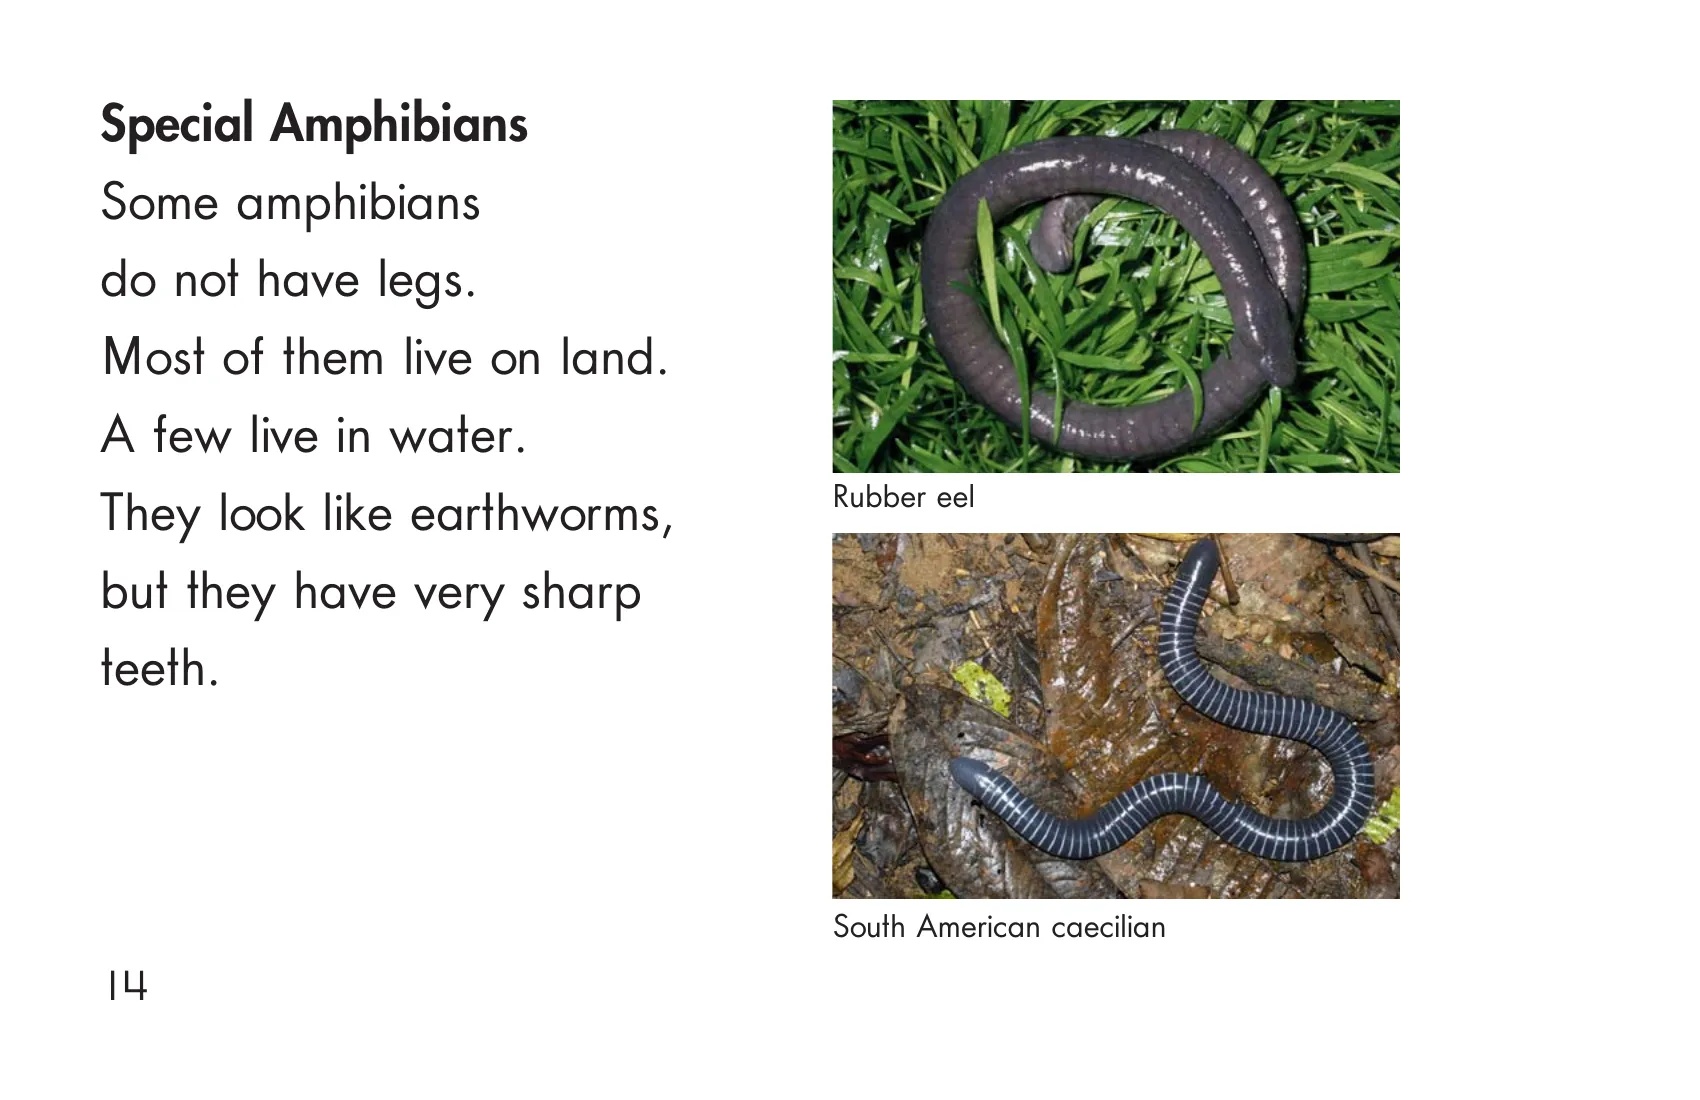 Special Amphibians
Some amphibians
do not have legs.
Most of them live on land.
A few live in water.
They look like earthworms,
but they have very sharp
teeth.
Rubber eel
South American caecilian
14